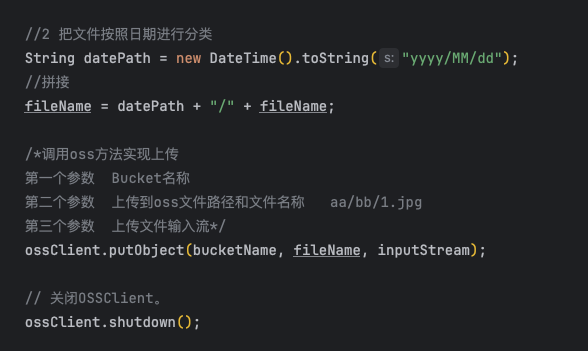 //2 把文件按照日期进行分类
String datePath = new DateTime().toString( s: "yyyy/MM/dd");
//拼接
fileName = datePath + "/" + fileName;
/*调用oss方法实现上传
第一个参数  Bucket名称
第二个参数  上传到oss文件路径和文件名称   aa/bb/1.jpg
第三个参数  上传文件输入流*/
ossClient.putObject(bucketName, fileName, inputStream);
// 关闭OSSClient。
ossClient.shutdown();